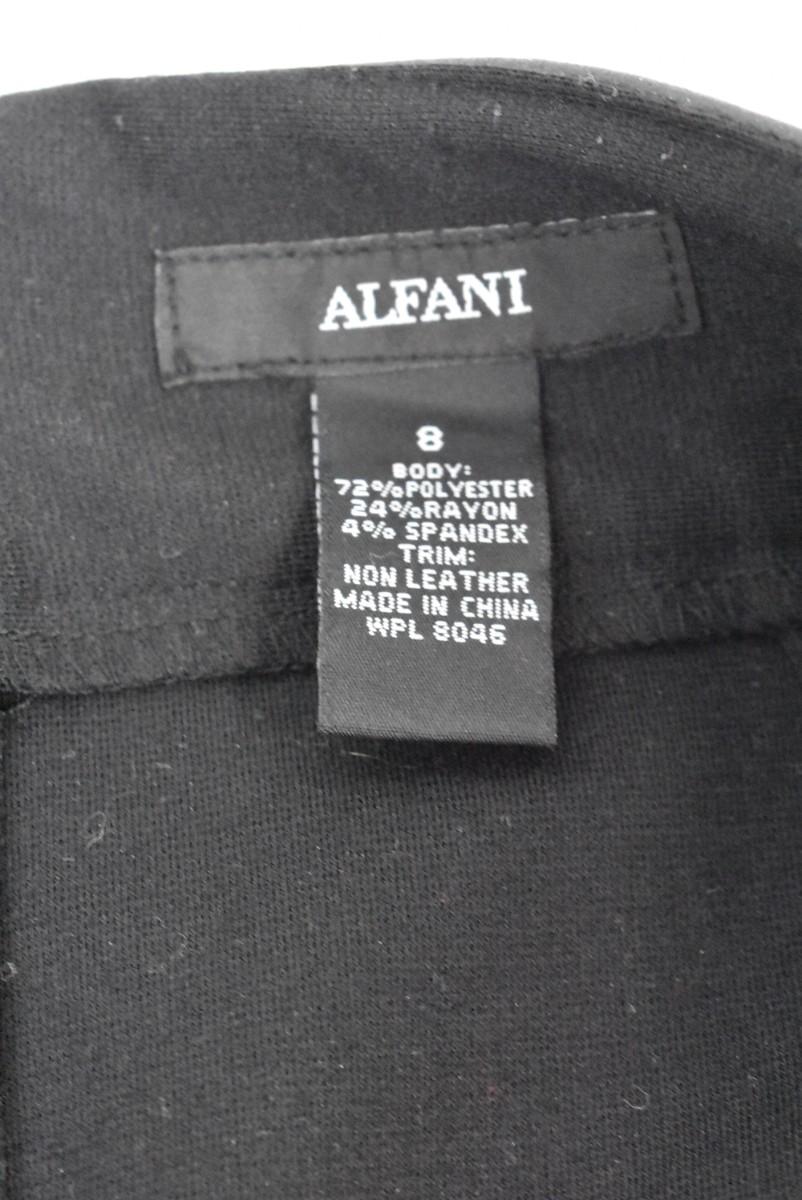 ALFANI
8
BODY:
72%POLYESTER
24%RAYON
4% SPANDEX
TRIM:
NON LEATHER
MADE IN CHINA
WPL 8046